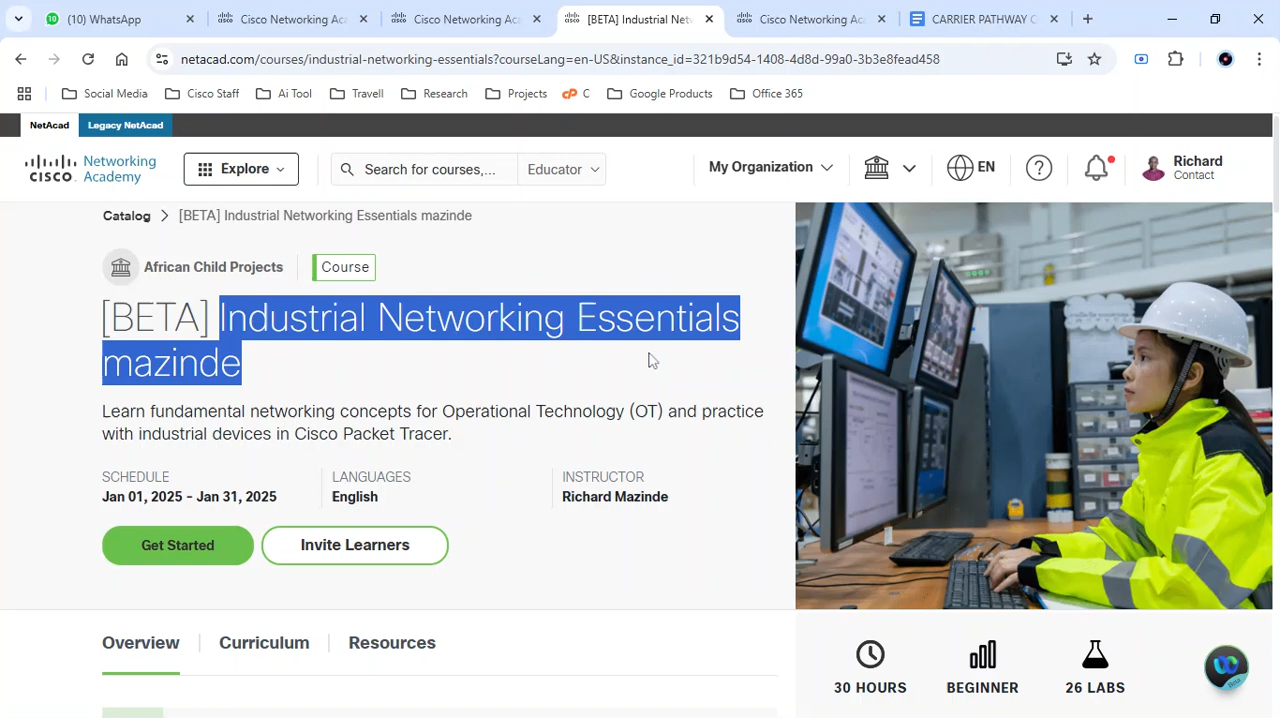 (10) WhatsApp
Cisco Networking Aca
Cisco Networking Aca
[BETA] Industrial Net
Cisco Networking Aca
CARRIER PATHWAY C
netacad.com/courses/industrial-networking-essentials?courseLang=en-US&instance_id=321b9d54-1408-4d8d-99a0-3b3e8fead458
Social Media
Cisco Staff
Ai Tool
Travell
Research
Projects
C
Google Products
Office 365
NetAcad
Legacy NetAcad
CISCO
Networking
Academy
Explore
Search for courses,...
Educator
My Organization
EN
Richard
Contact
Catalog > [BETA] Industrial Networking Essentials mazinde
African Child Projects
Course
[BETA] Industrial Networking Essentials
mazinde
Learn fundamental networking concepts for Operational Technology (OT) and practice
with industrial devices in Cisco Packet Tracer.
SCHEDULE
Jan 01, 2025 - Jan 31, 2025
LANGUAGES
English
INSTRUCTOR
Richard Mazinde
Get Started
Invite Learners
Overview
Curriculum
Resources
30 HOURS
BEGINNER
26 LABS
Beta